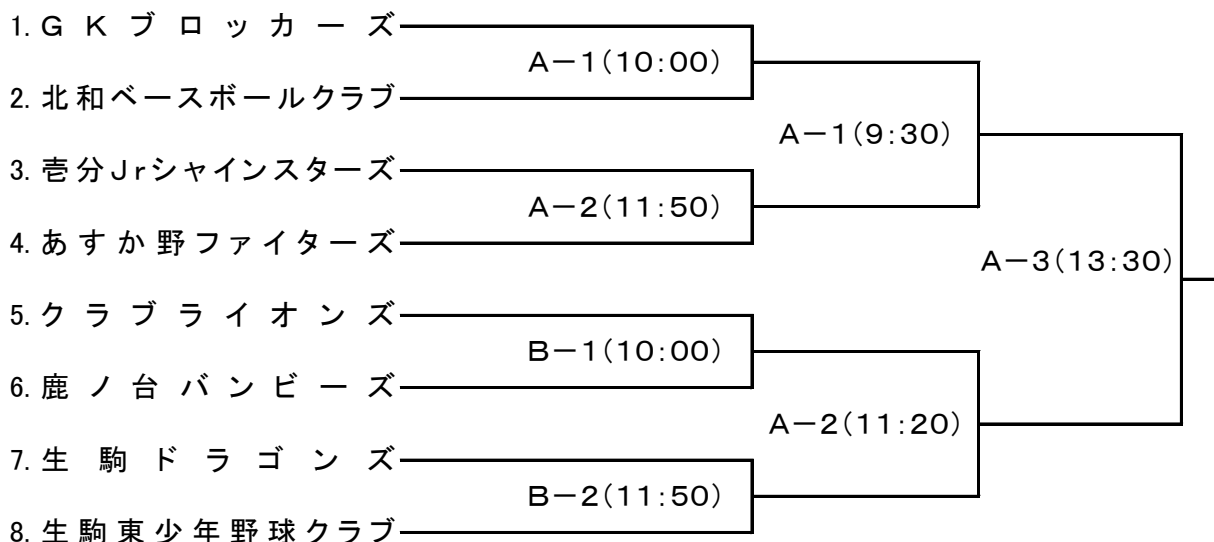 1. GKブロッカーズ
A－1(10:00)
2. 北和ベースボールクラブ
A－1(9:30)
3. 壱分Jrシャインスターズ
A－2(11:50)
4. あすか野ファイターズ
A－3(13:30)
5. クラブライオンズ
B－1(10:00)
6. 鹿ノ台バンビーズ
A－2(11:20)
7. 生駒ドラゴンズ
B－2(11:50)
8. 生駒東少年野球クラブ